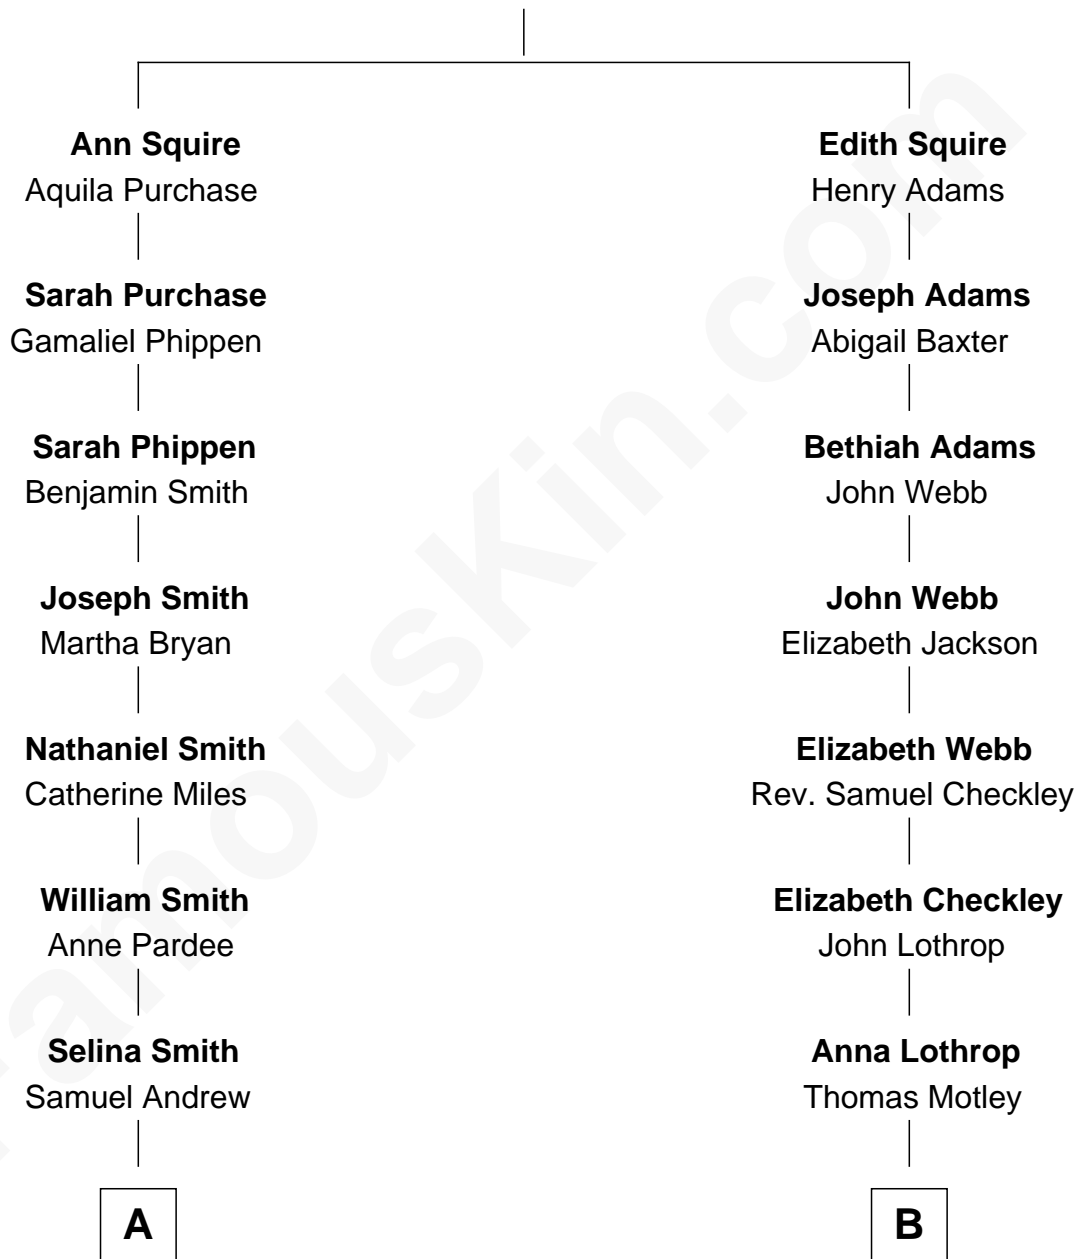 Ann Squire
Aquila Purchase
Edith Squire
Henry Adams
Sarah Purchase
Gamaliel Phippen
Joseph Adams
Abigail Baxter
Sarah Phippen
Benjamin Smith
Bethiah Adams
John Webb
Joseph Smith
Martha Bryan
John Webb
Elizabeth Jackson
Nathaniel Smith
Catherine Miles
Elizabeth Webb
Rev. Samuel Checkley
William Smith
Anne Pardee
Elizabeth Checkley
John Lothrop
Selina Smith
Samuel Andrew
Anna Lothrop
Thomas Motley
A
B
FamousKin.com